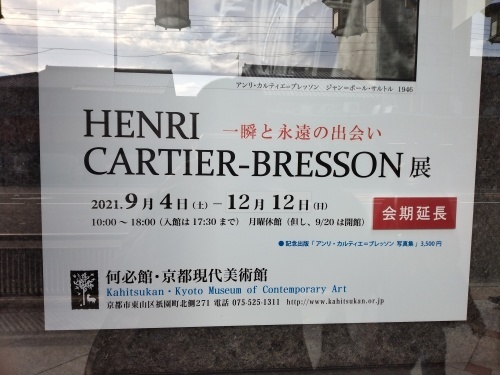 アンリ・カルティエ=ブレッソン ジャン=ポール・サルトル 1946
HENRI 一瞬と永遠の出会い
CARTIER-BRESSON 展
2021.9月4日(土)－12月12日(日) 会期延長
10:00～18:00(入館は17:30まで) 月曜休館(但し、9/20は開館)
●記念出版「アンリ・カルティエ=ブレッソン 写真集」3,500円
何必館・京都現代美術館
Kahitsukan・Kyoto Museum of Contemporary Art
京都市東山区祇園町北側271 電話 075-525-1311 http://www.kahitsukan.or.jp